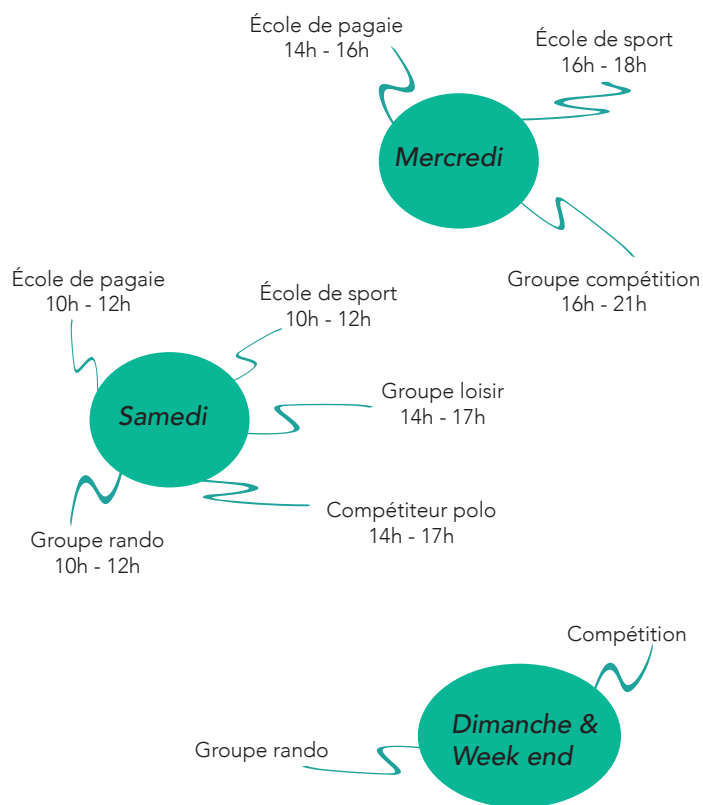 École de pagaie
14h - 16h
École de sport
16h - 18h
Mercredi
Groupe compétition
16h - 21h
École de pagaie
10h - 12h
École de sport
10h - 12h
Groupe loisir
14h - 17h
Samedi
Compétiteur polo
14h - 17h
Groupe rando
10h - 12h
Compétition
Dimanche &
Week end
Groupe rando